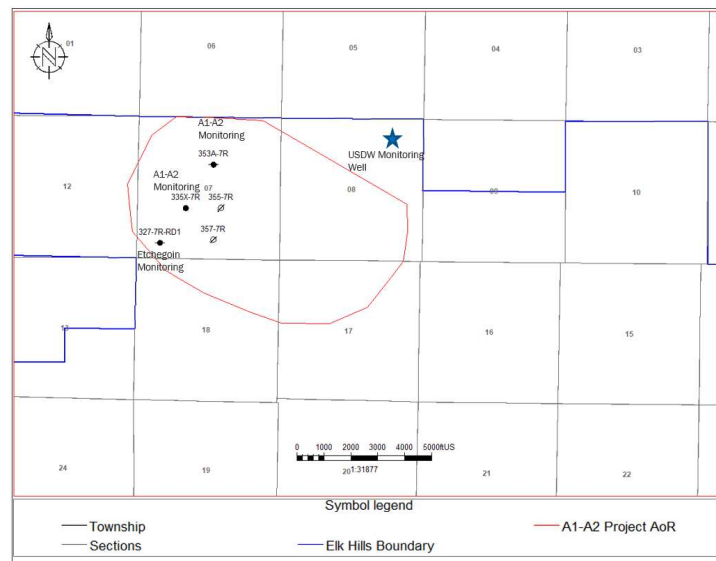 01
06
05
04
03
N
A1-A2
Monitoring
353A-7R
USDW Monitoring
Well
A1-A2
Monitoring
12
07
08
09
10
335X-7R
355-7R
327-7R-RD1
357-7R
Etchegoin
Monitoring
13
18
17
16
15
0 1000 2000 3000 4000 5000ftUS
1:31877
24
19
20
21
22
Symbol legend
Township
A1-A2 Project AoR
Sections
Elk Hills Boundary